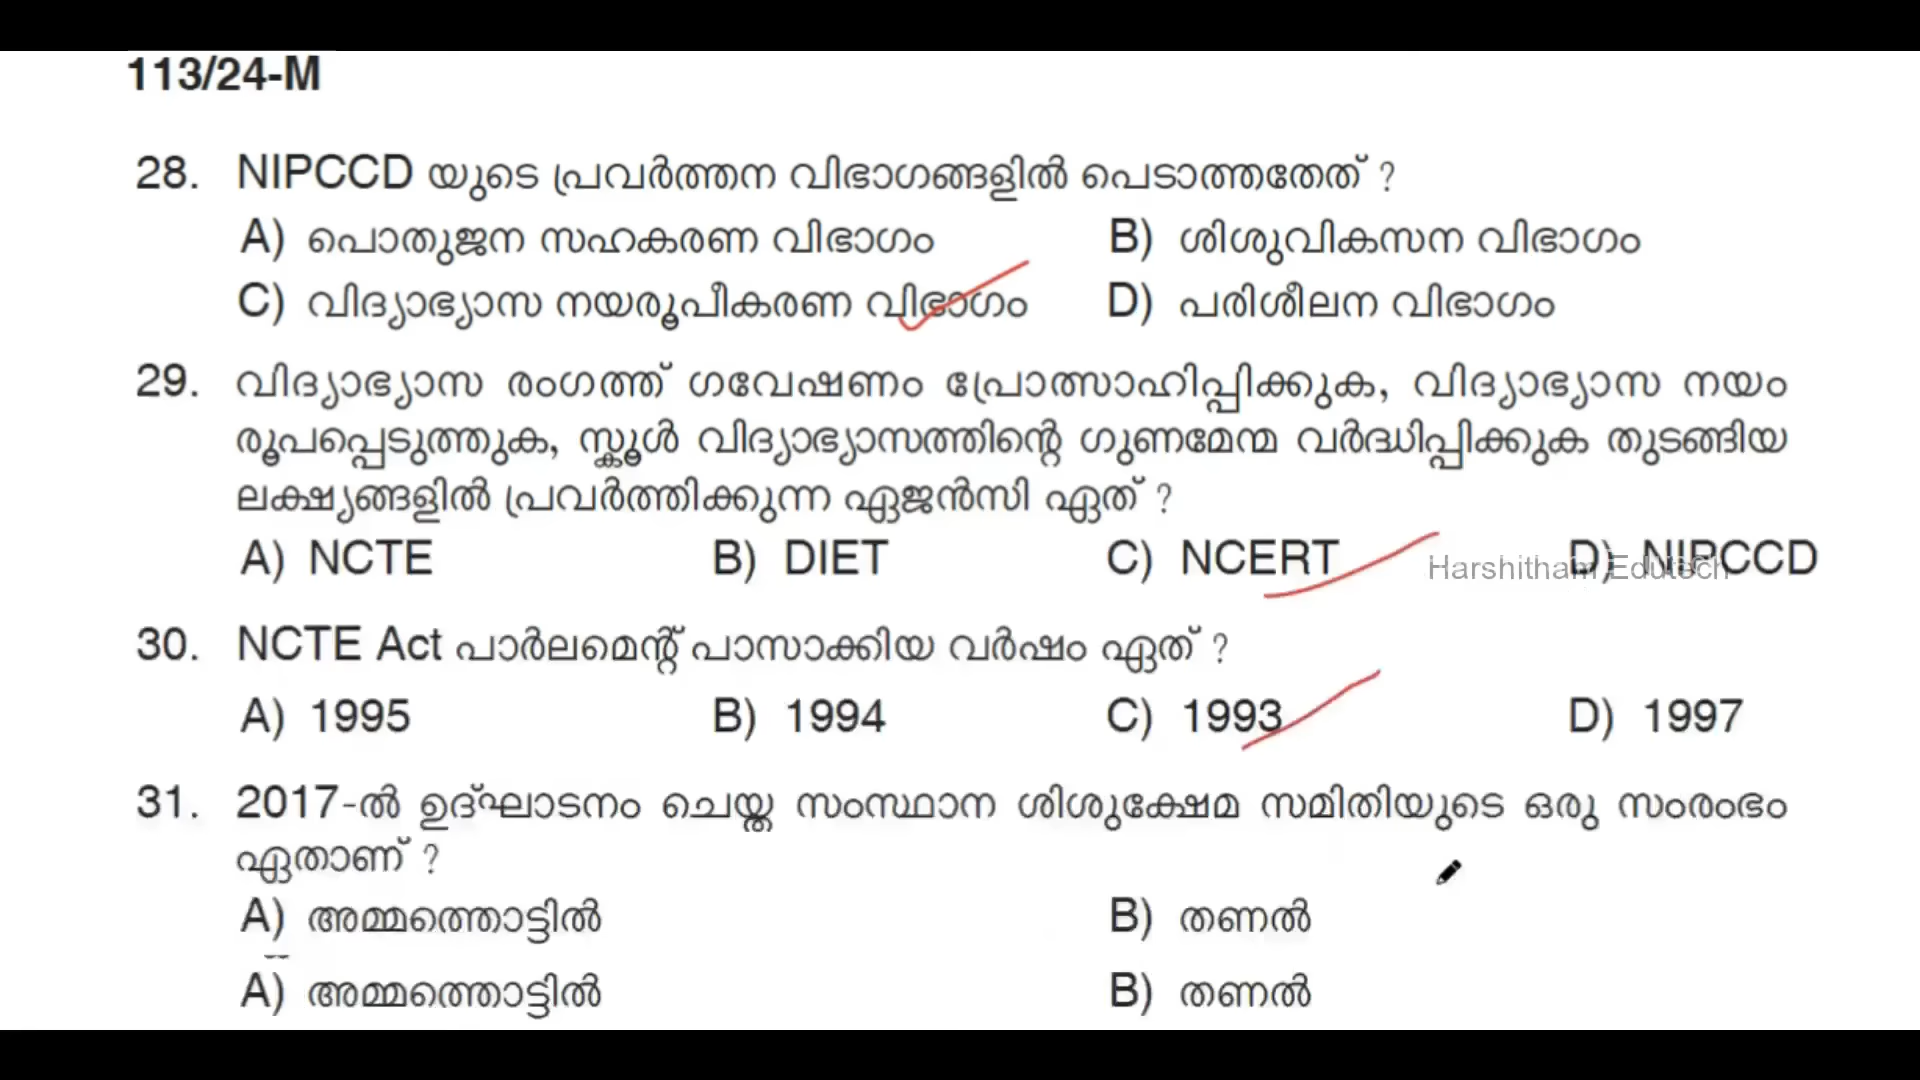 113/24-M
28. NIPCCD യുടെ പ്രവർത്തന വിഭാഗങ്ങളിൽ പെടാത്തതേത് ?
A) പൊതുജന സഹകരണ വിഭാഗം B) ശിശുവികസന വിഭാഗം
C) വിദ്യാഭ്യാസ നയരൂപീകരണ വിഭാഗം D) പരിശീലന വിഭാഗം
29. വിദ്യാഭ്യാസ രംഗത്ത് ഗവേഷണം പ്രോത്സാഹിപ്പിക്കുക, വിദ്യാഭ്യാസ നയം
രൂപപ്പെടുത്തുക, സ്കൂൾ വിദ്യാഭ്യാസത്തിന്റെ ഗുണമേന്മ വർദ്ധിപ്പിക്കുക തുടങ്ങിയ
ലക്ഷ്യങ്ങളിൽ പ്രവർത്തിക്കുന്ന ഏജൻസി ഏത് ?
A) NCTE B) DIET C) NCERT D) NIPCCD
Harshitham Edutech
30. NCTE Act പാർലമെന്റ് പാസാക്കിയ വർഷം ഏത് ?
A) 1995 B) 1994 C) 1993 D) 1997
31. 2017-ൽ ഉദ്ഘാടനം ചെയ്ത സംസ്ഥാന ശിശുക്ഷേമ സമിതിയുടെ ഒരു സംരംഭം
ഏതാണ് ?
A) അമ്മത്തൊട്ടിൽ B) തണൽ
A) അമ്മത്തൊട്ടിൽ B) തണൽ